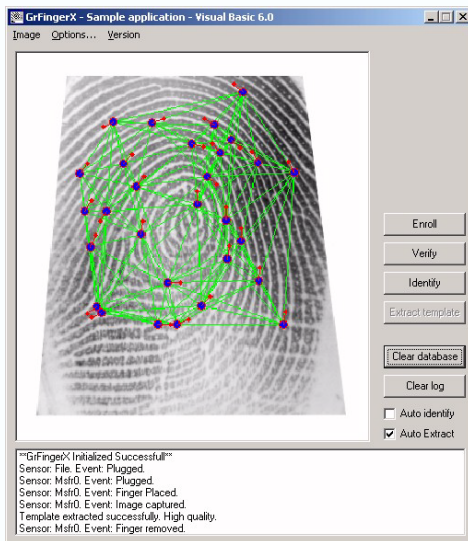 GrFingerX - Sample application - Visual Basic 6.0
Image Options... Version
Enroll
Verify
Identify
Extract template
Clear database
Clear log
Auto identify
Auto Extract
**GrFingerX Initialized Successfull**
Sensor: File. Event: Plugged.
Sensor: Msfr0. Event: Plugged.
Sensor: Msfr0. Event: Finger Placed.
Sensor: Msfr0. Event: Image captured.
Template extracted successfully. High quality.
Sensor: Msfr0. Event: Finger removed.